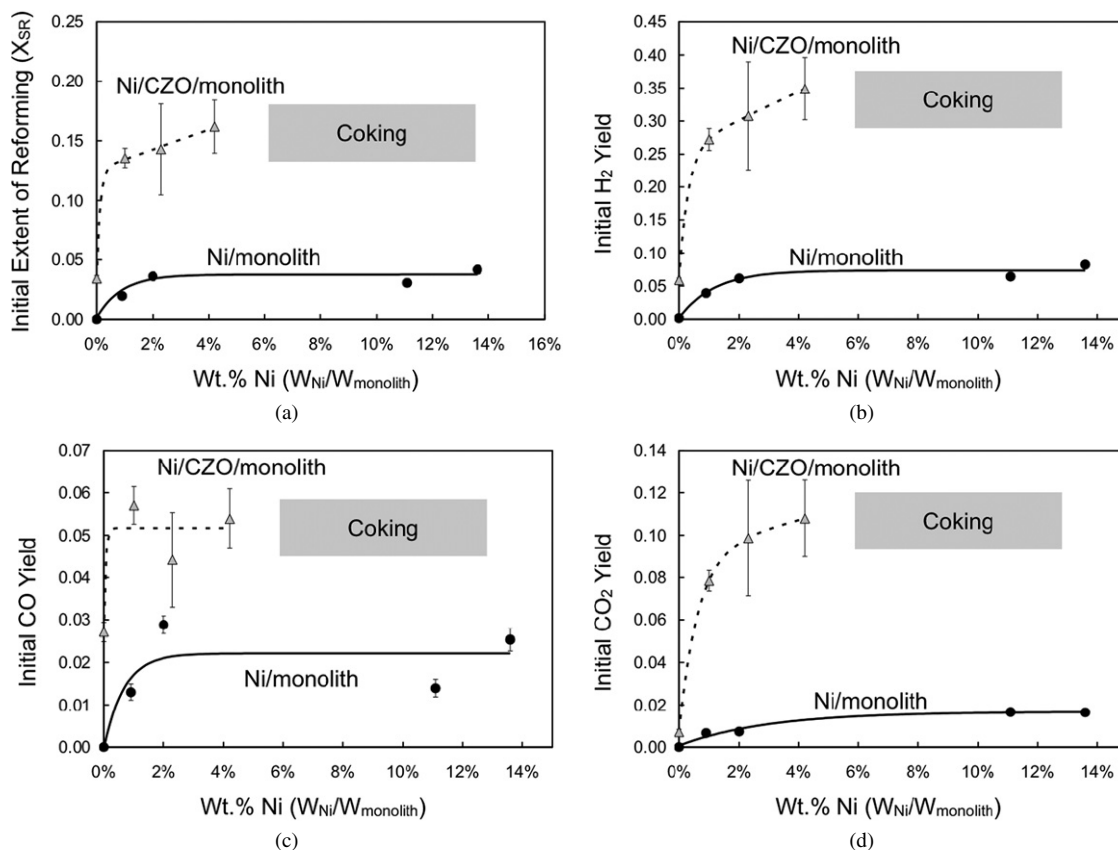 0.25
0.20
0.15
0.10
0.05
0.00
Initial Extent of Reforming (XSR)
Ni/CZO/monolith
Coking
Ni/monolith
0% 2% 4% 6% 8% 10% 12% 14% 16%
Wt.% Ni (WNi/Wmonolith)
(a)
0.45
0.40
0.35
0.30
0.25
0.20
0.15
0.10
0.05
0.00
Initial H2 Yield
Ni/CZO/monolith
Coking
Ni/monolith
0% 2% 4% 6% 8% 10% 12% 14%
Wt.% Ni (WNi/Wmonolith)
(b)
0.07
0.06
0.05
0.04
0.03
0.02
0.01
0.00
Initial CO Yield
Ni/CZO/monolith
Coking
Ni/monolith
0% 2% 4% 6% 8% 10% 12% 14%
Wt.% Ni (WNi/Wmonolith)
(c)
0.14
0.12
0.10
0.08
0.06
0.04
0.02
0.00
Initial CO2 Yield
Ni/CZO/monolith
Coking
Ni/monolith
0% 2% 4% 6% 8% 10% 12% 14%
Wt.% Ni (WNi/Wmonolith)
(d)